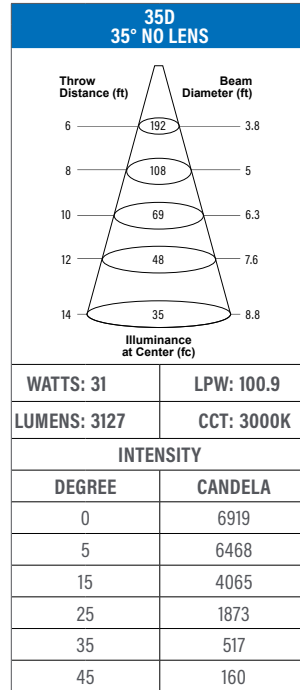 35D
35° NO LENS
Throw Distance (ft) Beam Diameter (ft)
6 192 3.8
8 108 5
10 69 6.3
12 48 7.6
14 35 8.8
Illuminance
at Center (fc)
WATTS: 31 LPW: 100.9
LUMENS: 3127 CCT: 3000K
INTENSITY
DEGREE CANDELA
0 6919
5 6468
15 4065
25 1873
35 517
45 160